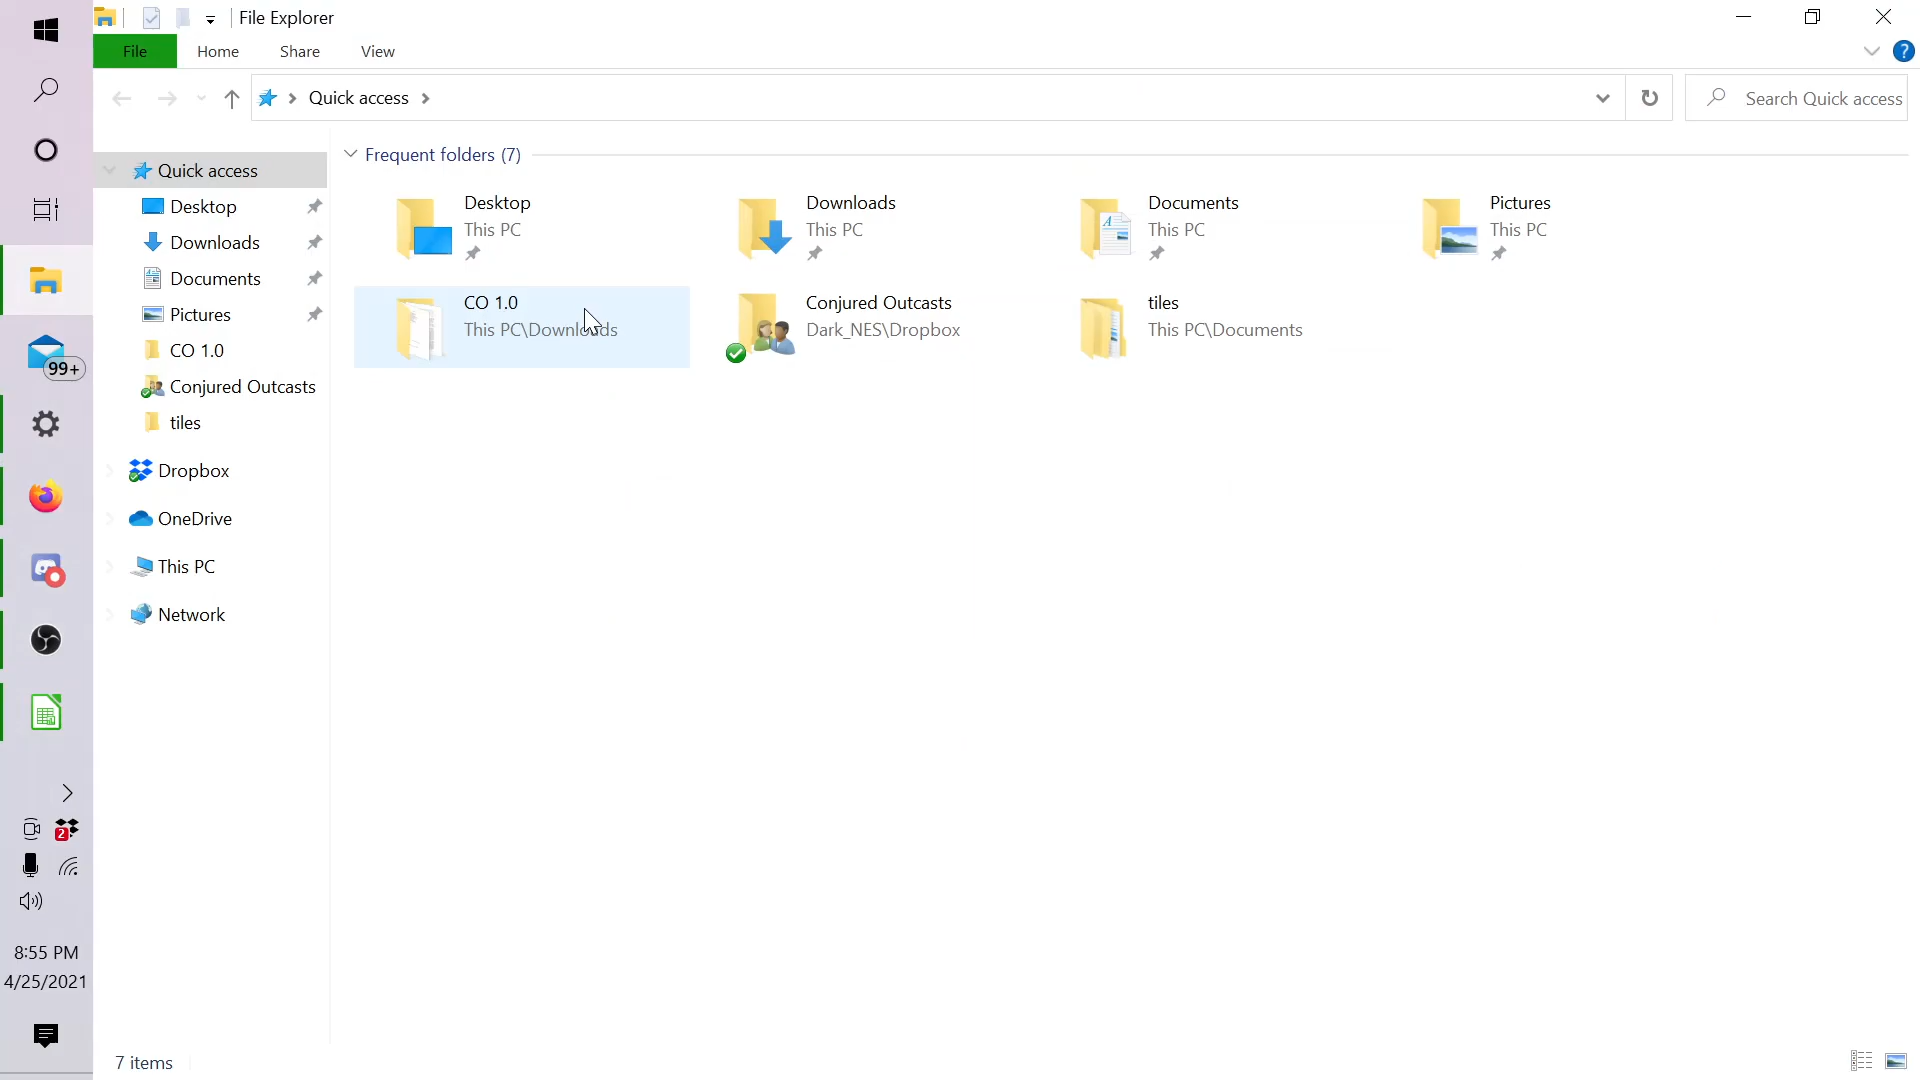 File Explorer
File
Home
Share
View
?
Quick access
Search Quick access
Quick access
Desktop
Downloads
Documents
Pictures
CO 1.0
Conjured Outcasts
tiles
Dropbox
OneDrive
This PC
Network
Frequent folders (7)
Desktop
This PC
Downloads
This PC
Documents
This PC
Pictures
This PC
CO 1.0
This PC\Downloads
Conjured Outcasts
Dark_NES\Dropbox
tiles
This PC\Documents
99+
2
8:55 PM
4/25/2021
7 items